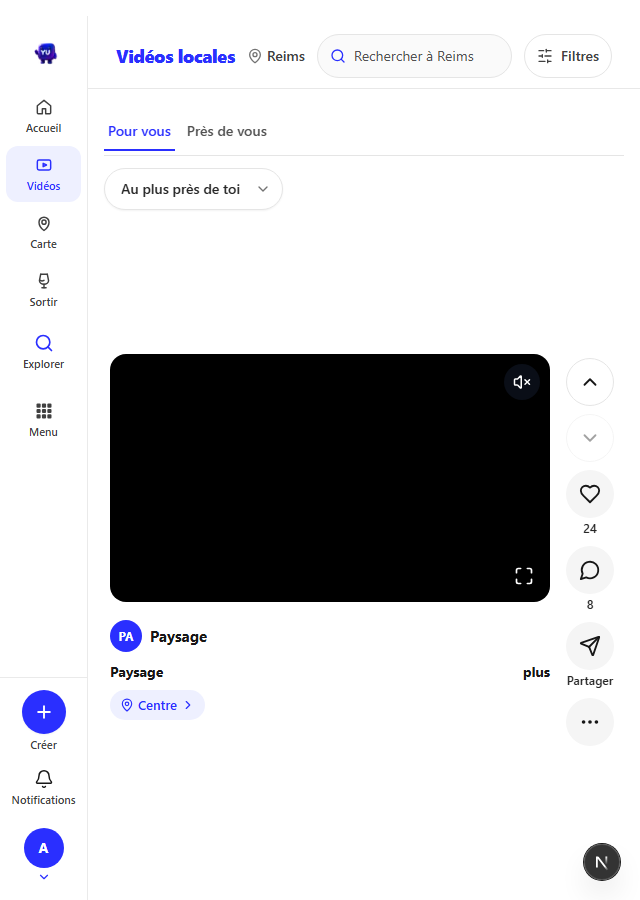 YU
Vidéos locales
Reims
Rechercher à Reims
Filtres
Accueil
Vidéos
Carte
Sortir
Explorer
Menu
Pour vous
Près de vous
Au plus près de toi
24
8
Partager
PA
Paysage
Paysage
plus
Centre
Créer
Notifications
A
N